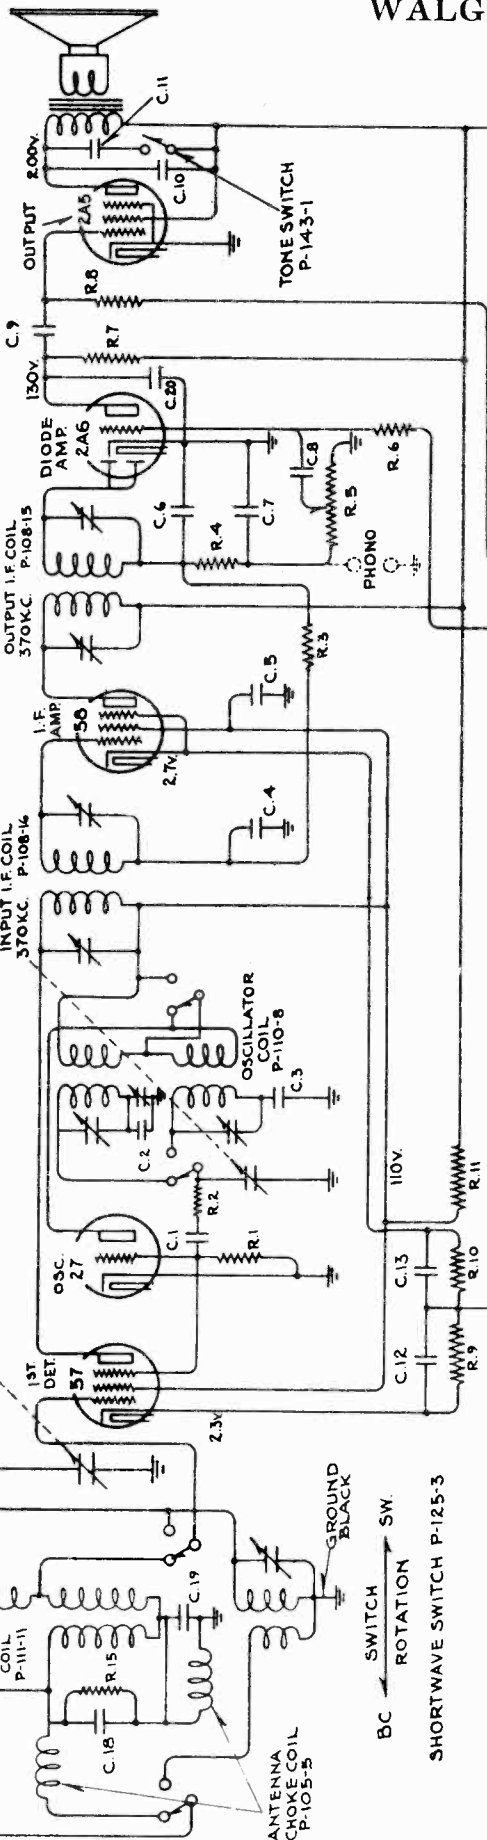 WALG
C.11
200V.
C.10
TONE SWITCH
P-143-1
OUTPUT
2A5
R.8
C.9
R.7
130V.
C.20
DIODE
AMP.
2A6
C.6
C.7
C.8
R.6
R.5
R.4
PHONO
OUTPUT I.F. COIL
P-108-15
370 K.C.
R.3
C.5
I.F.
AMP.
58
2.7V.
C.4
INPUT I.F. COIL
P-108-16
370 K.C.
OSCILLATOR
COIL
P-110-8
C.3
C.2
R.2
C.1
R.1
OSC.
27
110V.
R.11
C.13
R.10
C.12
R.9
1ST.
DET.
57
2.3V.
GROUND
BLACK
C.19
COIL
P-111-11
R.15
C.18
ANTENNA
CHOKE COIL
P-105-5
SWITCH
BC SW.
ROTATION
SHORTWAVE SWITCH P-125-3